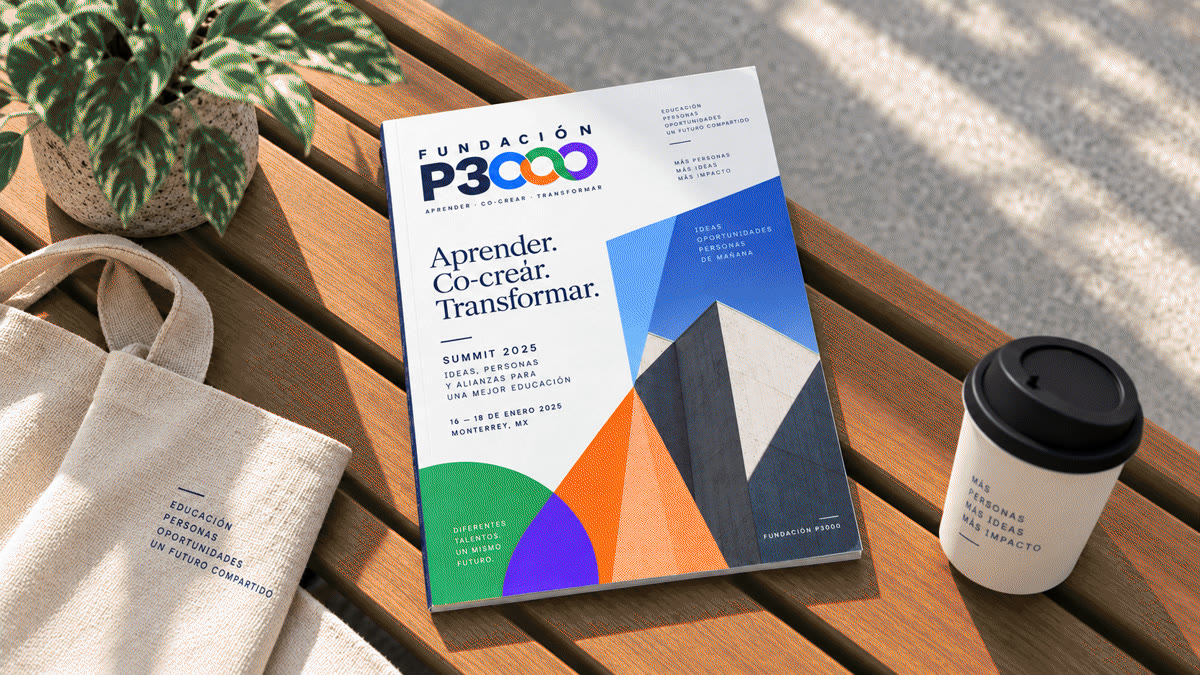 FUNDACIÓN
P3000
APRENDER · CO-CREAR · TRANSFORMAR
EDUCACIÓN
PERSONAS
OPORTUNIDADES
UN FUTURO COMPARTIDO
MÁS PERSONAS
MÁS IDEAS
MÁS IMPACTO
Aprender.
Co-creár.
Transformar.
IDEAS
OPORTUNIDADES
PERSONAS
DE MAÑANA
SUMMIT 2025
IDEAS, PERSONAS
Y ALIANZAS PARA
UNA MEJOR EDUCACIÓN
16 — 18 DE ENERO 2025
MONTERREY, MX
DIFERENTES
TALENTOS.
UN MISMO
FUTURO.
FUNDACIÓN P3000
EDUCACIÓN
PERSONAS
OPORTUNIDADES
UN FUTURO COMPARTIDO
MÁS
PERSONAS
MÁS IDEAS
MÁS IMPACTO